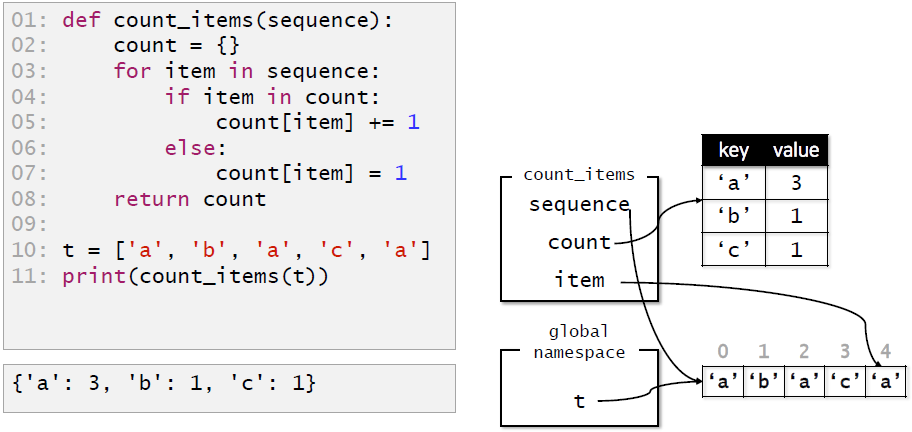 01: def count_items(sequence):
02:     count = {}
03:     for item in sequence:
04:         if item in count:
05:             count[item] += 1
06:         else:
07:             count[item] = 1
08:     return count
09:
10: t = ['a', 'b', 'a', 'c', 'a']
11: print(count_items(t))
{'a': 3, 'b': 1, 'c': 1}
count_items
sequence
count
item
key value
‘a’ 3
‘b’ 1
‘c’ 1
global
namespace
t
0 1 2 3 4
‘a’ ‘b’ ‘a’ ‘c’ ‘a’